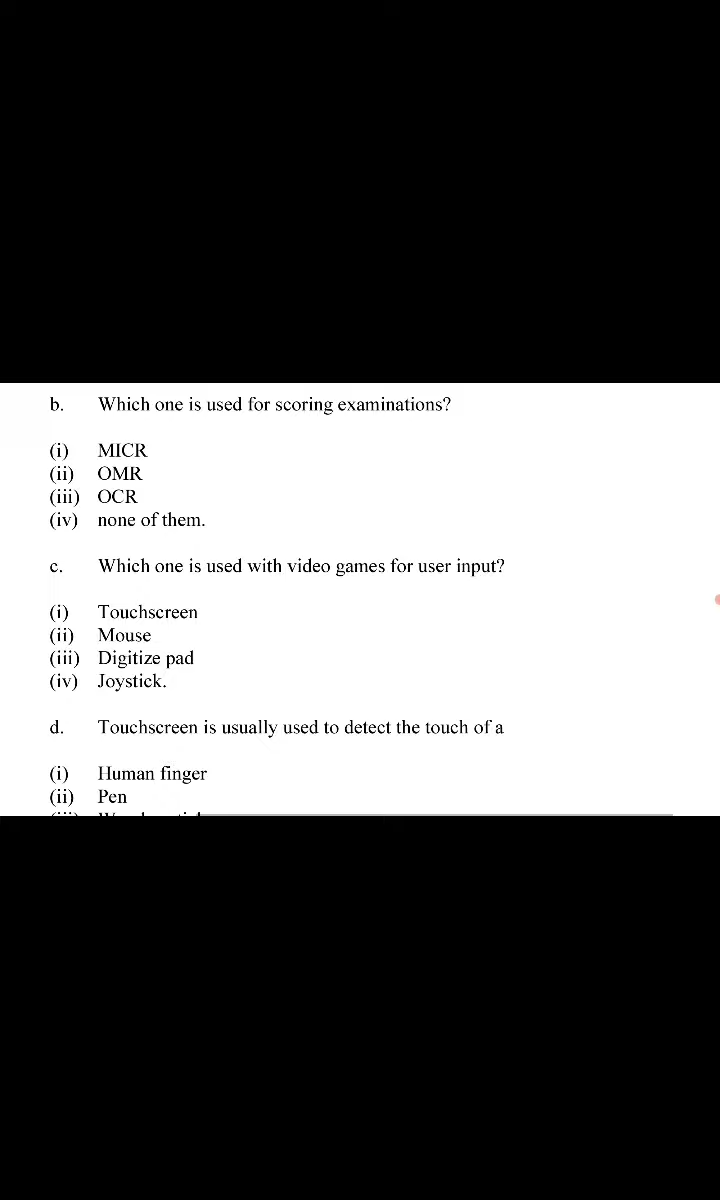 b. Which one is used for scoring examinations?
(i) MICR
(ii) OMR
(iii) OCR
(iv) none of them.
c. Which one is used with video games for user input?
(i) Touchscreen
(ii) Mouse
(iii) Digitize pad
(iv) Joystick.
d. Touchscreen is usually used to detect the touch of a
(i) Human finger
(ii) Pen